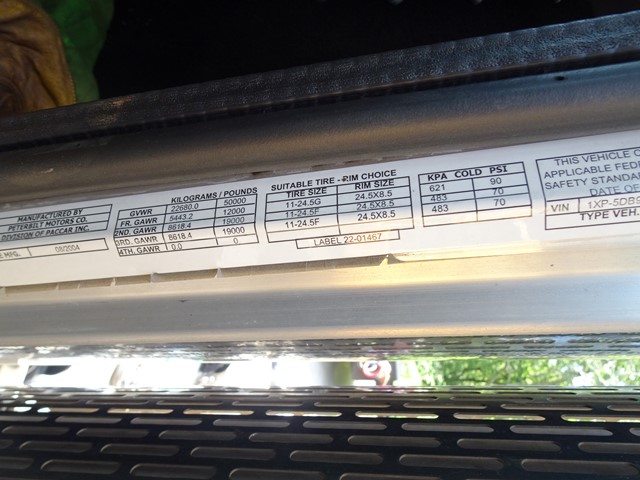 MANUFACTURED BY
PETERBILT MOTORS CO.
DIVISION OF PACCAR INC.
E MFG. 08/2004
KILOGRAMS / POUNDS
GVWR 22680.0 50000
FR. GAWR 5443.2 12000
2ND. GAWR 8618.4 19000
3RD. GAWR 8618.4 19000
4TH. GAWR 0.0 0
SUITABLE TIRE - RIM CHOICE
TIRE SIZE RIM SIZE
11-24.5G 24.5X8.5
11-24.5F 24.5X8.5
11-24.5F 24.5X8.5
LABEL 22-01467
KPA COLD PSI
621 90
483 70
483 70
THIS VEHICLE C
APPLICABLE FEDE
SAFETY STANDAR
DATE O
VIN 1XP-5DB9
TYPE VEH